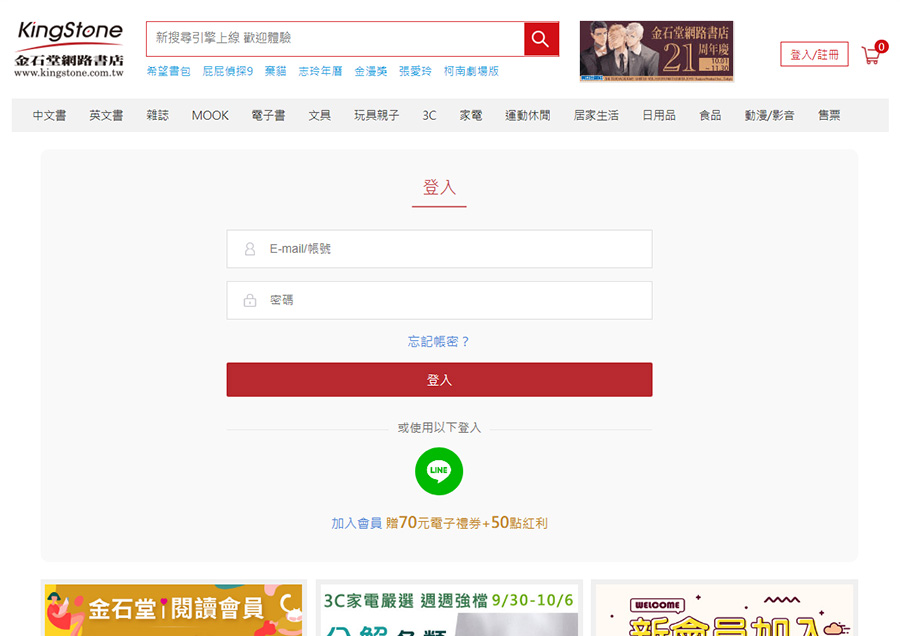 KingStone
金石堂網路書店
www.kingstone.com.tw
新搜尋引擎上線 歡迎體驗
希望書包 屁屁偵探9 葉貓 志玲年曆 金漫獎 張愛玲 柯南劇場版
金石堂網路書店
21周年慶
10.01
11.30
登入/註冊
0
中文書 英文書 雜誌 MOOK 電子書 文具 玩具親子 3C 家電 運動休閒 居家生活 日用品 食品 動漫/影音 售票
登入
E-mail/帳號
密碼
忘記帳密？
登入
或使用以下登入
LINE
加入會員 贈70元電子禮券+50點紅利
金石堂 閱讀會員
3C家電嚴選 週週強檔 9/30-10/6
WELCOME
新會員加入